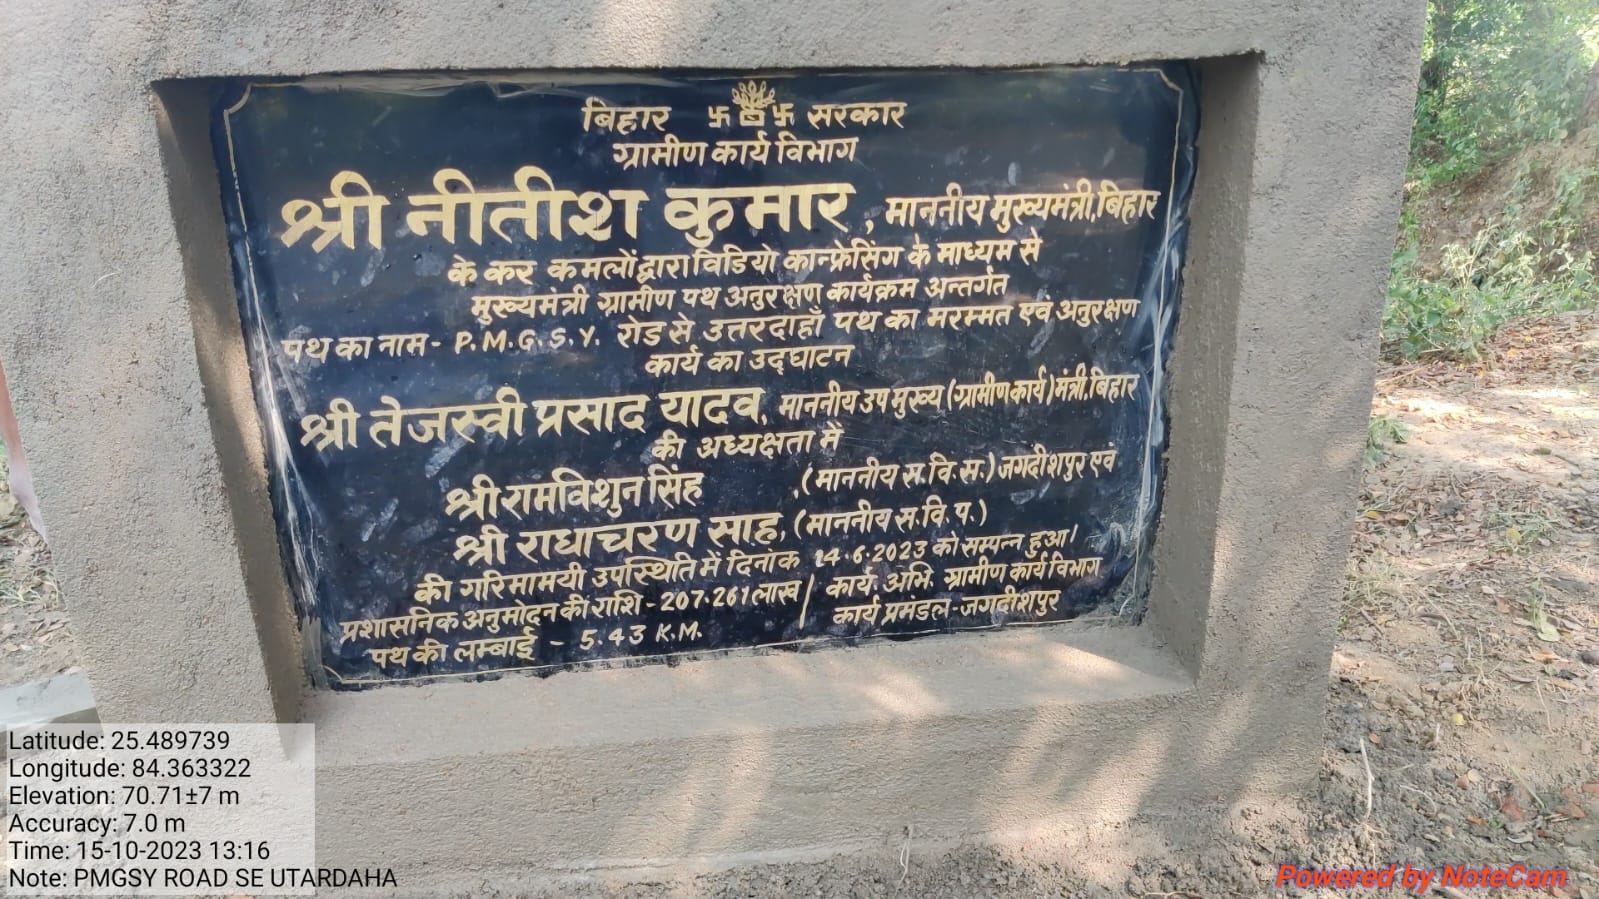 बिहार 卐 卐 सरकार
ग्रामीण कार्य विभाग
श्री नीतीश कुमार, माननीय मुख्यमंत्री, बिहार
के कर कमलों द्वारा विडियो कान्फ्रेसिंग के माध्यम से
मुख्यमंत्री ग्रामीण पथ अनुरक्षण कार्यक्रम अन्तर्गत
पथ का नाम - P.M.G.S.Y. रोड से उत्तरदाहाँ पथ का मरम्मत एवं अनुरक्षण
कार्य का उद्घाटन
श्री तेजस्वी प्रसाद यादव, माननीय उप मुख्य (ग्रामीण कार्य) मंत्री, बिहार
की अध्यक्षता में
श्री रामविशुन सिंह ,(माननीय स.वि.स.) जगदीशपुर एवं
श्री राधाचरण साह, (माननीय स.वि.प.)
की गरिमामयी उपस्थिति में दिनांक 14.6.2023 को सम्पन्न हुआ।
प्रशासनिक अनुमोदन की राशि - 207.261 लाख / कार्य. अभि. ग्रामीण कार्य विभाग
पथ की लम्बाई - 5.43 K.M. कार्य प्रमंडल - जगदीशपुर
Latitude: 25.489739
Longitude: 84.363322
Elevation: 70.71±7 m
Accuracy: 7.0 m
Time: 15-10-2023 13:16
Note: PMGSY ROAD SE UTARDAHA
Powered by NoteCam